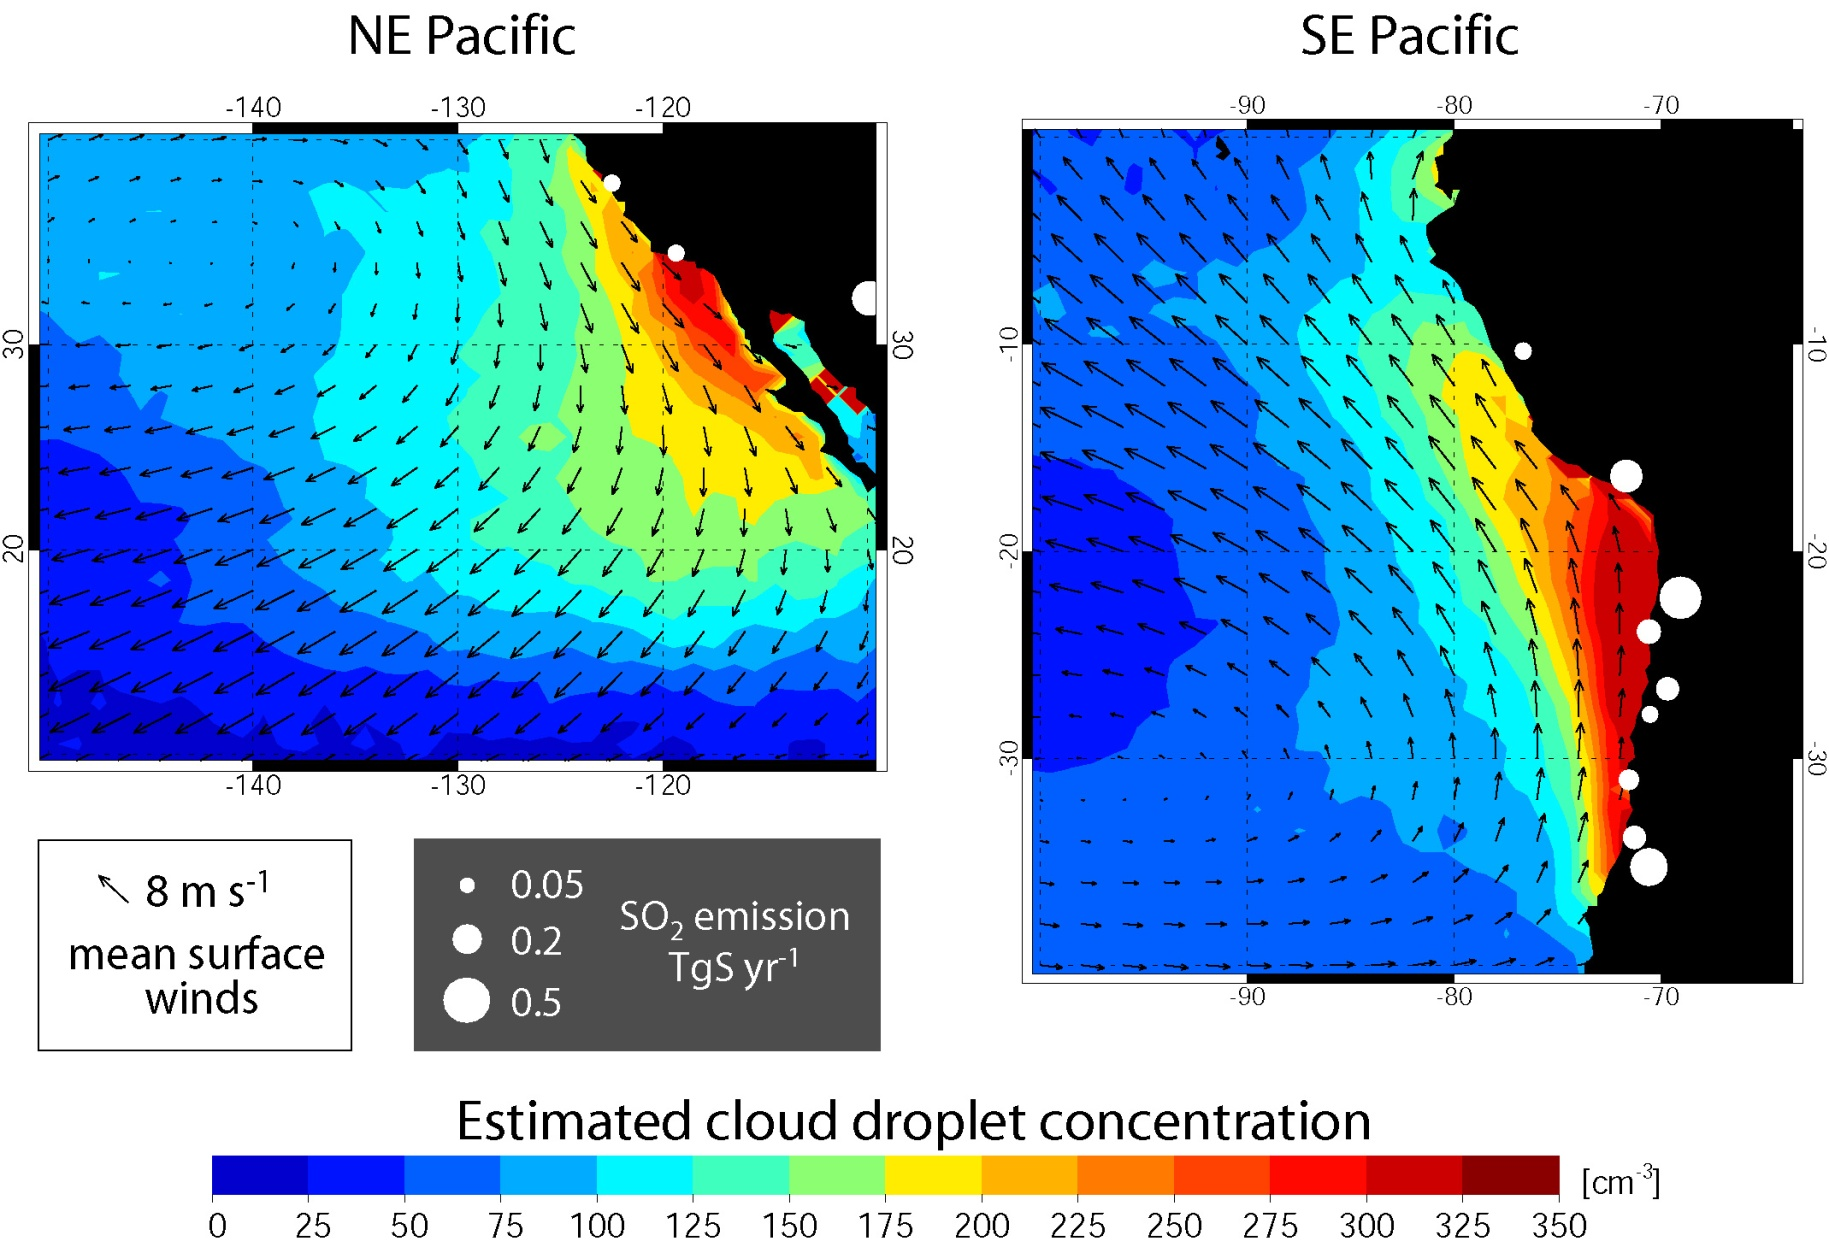 NE Pacific
SE Pacific
-140 -130 -120
-90 -80 -70
30 30
20 20
-10 -10
-20 -20
-30 -30
-140 -130 -120
-90 -80 -70
8 m s⁻¹
mean surface
winds
0.05
0.2
0.5
SO₂ emission
TgS yr⁻¹
Estimated cloud droplet concentration
[cm⁻³]
0 25 50 75 100 125 150 175 200 225 250 275 300 325 350